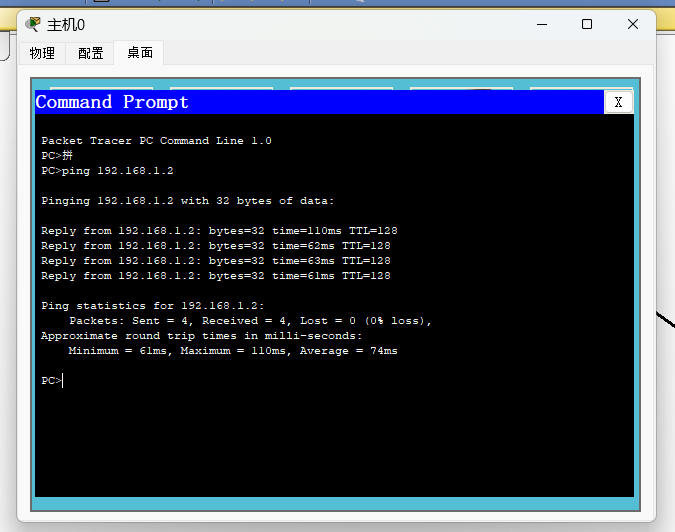 主机0
物理 配置 桌面
Command Prompt
X
Packet Tracer PC Command Line 1.0
PC>拼
PC>ping 192.168.1.2
Pinging 192.168.1.2 with 32 bytes of data:
Reply from 192.168.1.2: bytes=32 time=110ms TTL=128
Reply from 192.168.1.2: bytes=32 time=62ms TTL=128
Reply from 192.168.1.2: bytes=32 time=63ms TTL=128
Reply from 192.168.1.2: bytes=32 time=61ms TTL=128
Ping statistics for 192.168.1.2:
Packets: Sent = 4, Received = 4, Lost = 0 (0% loss),
Approximate round trip times in milli-seconds:
Minimum = 61ms, Maximum = 110ms, Average = 74ms
PC>